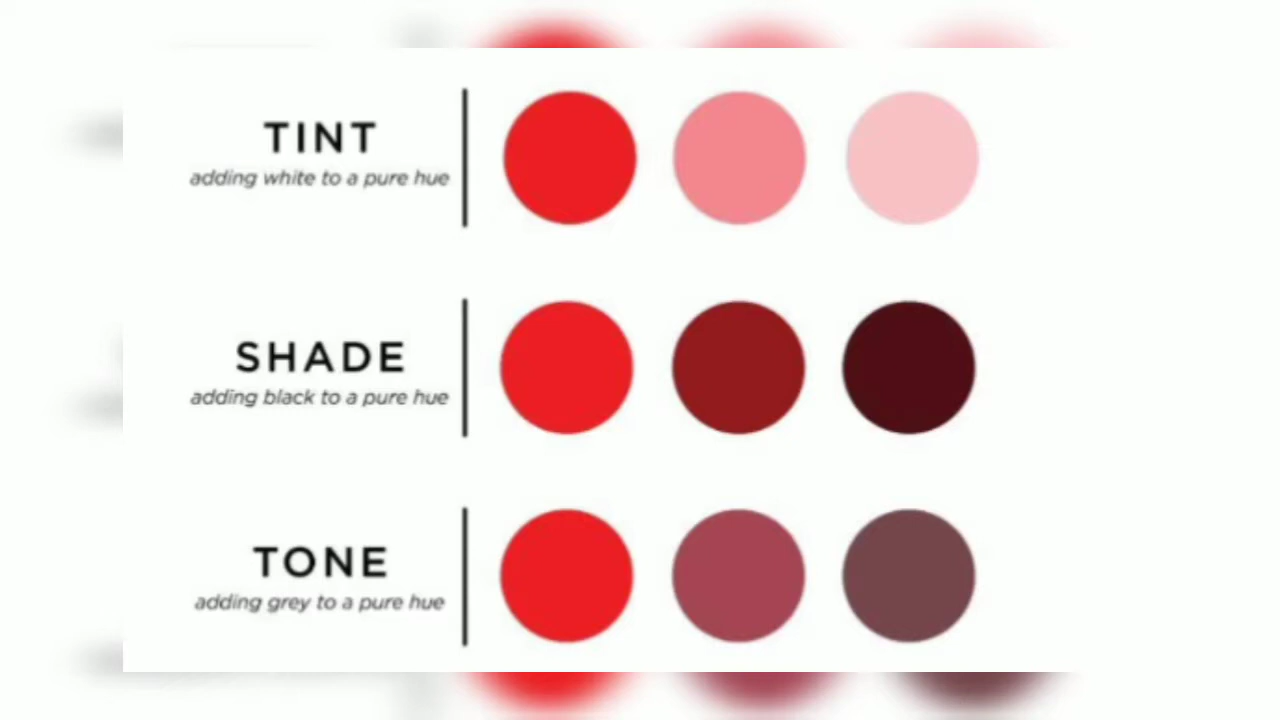 TINT
adding white to a pure hue
SHADE
adding black to a pure hue
TONE
adding grey to a pure hue